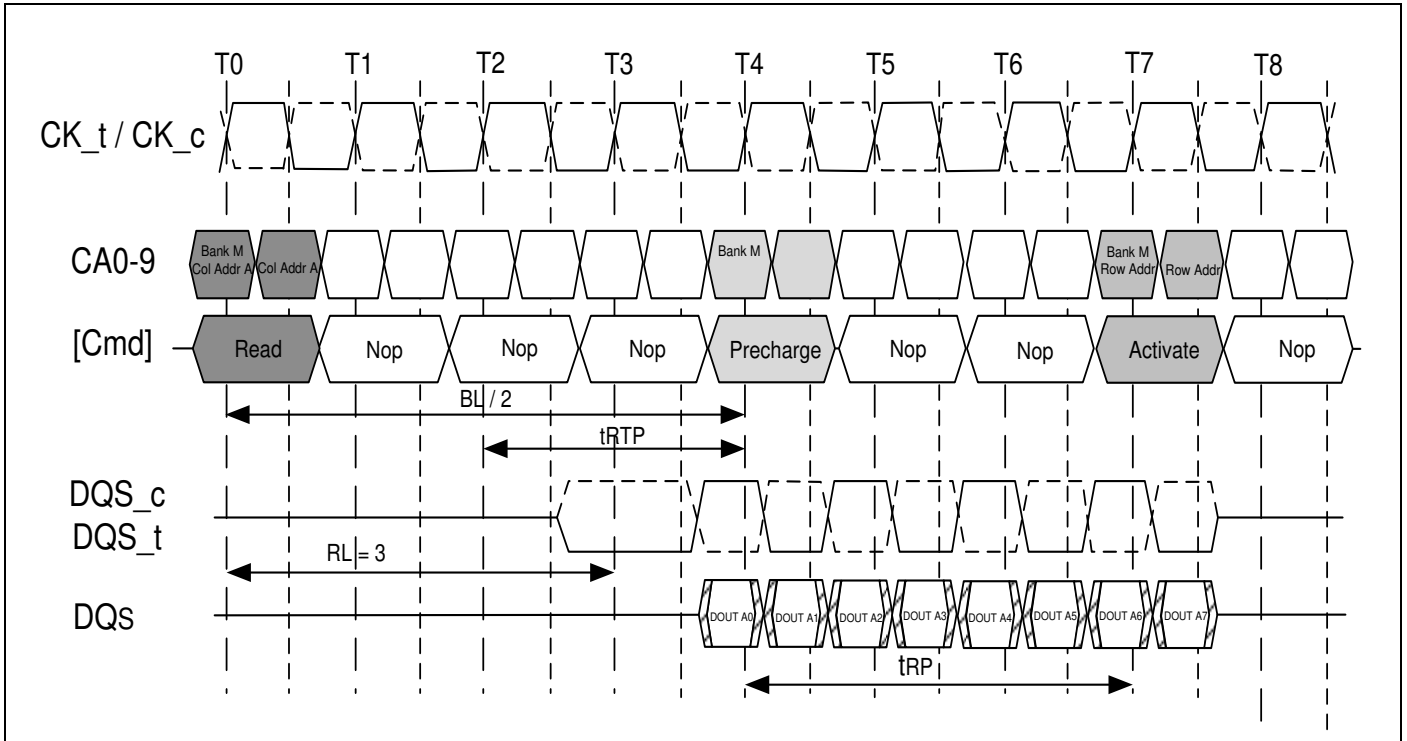 T0 T1 T2 T3 T4 T5 T6 T7 T8
CK_t / CK_c
CA0-9
Bank M
Col Addr A
Col Addr A
Bank M
Bank M
Row Addr
Row Addr
[Cmd]
Read Nop Nop Nop Precharge Nop Nop Activate Nop
BL / 2
tRTP
DQS_c
DQS_t
RL = 3
DQs
DOUT A0 DOUT A1 DOUT A2 DOUT A3 DOUT A4 DOUT A5 DOUT A6 DOUT A7
tRP